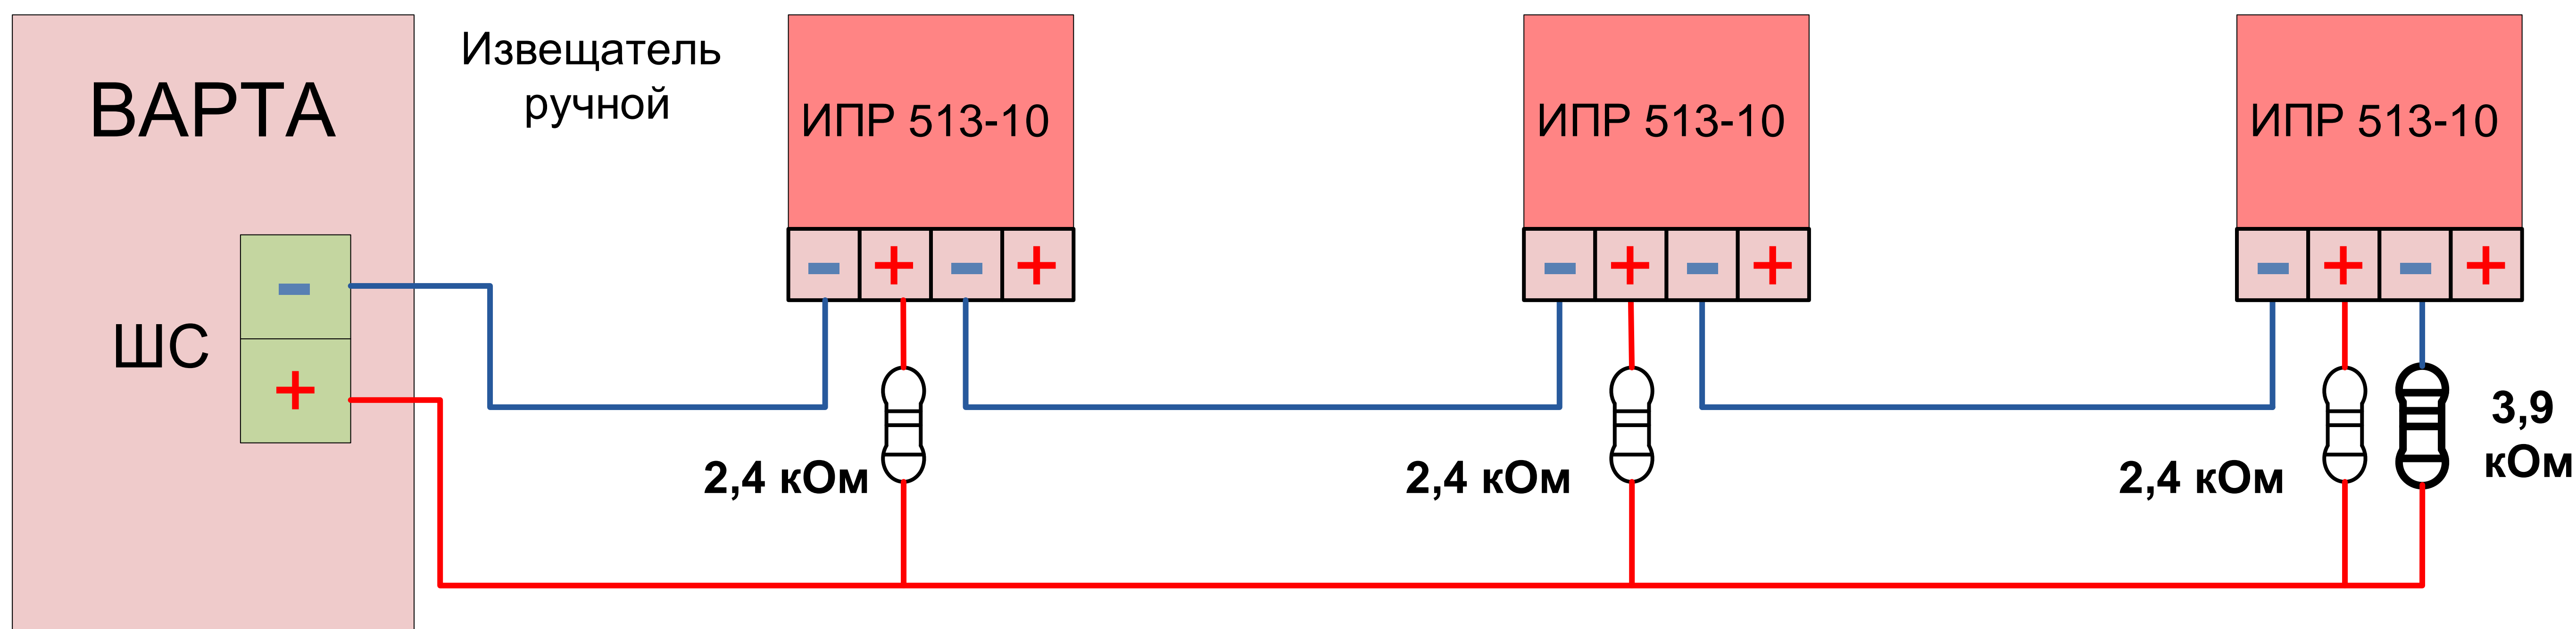 ВАРТА
ШС
–
+
Извещатель
ручной
ИПР 513-10
– + – +
2,4 кОм
ИПР 513-10
– + – +
2,4 кОм
ИПР 513-10
– + – +
2,4 кОм
3,9
кОм